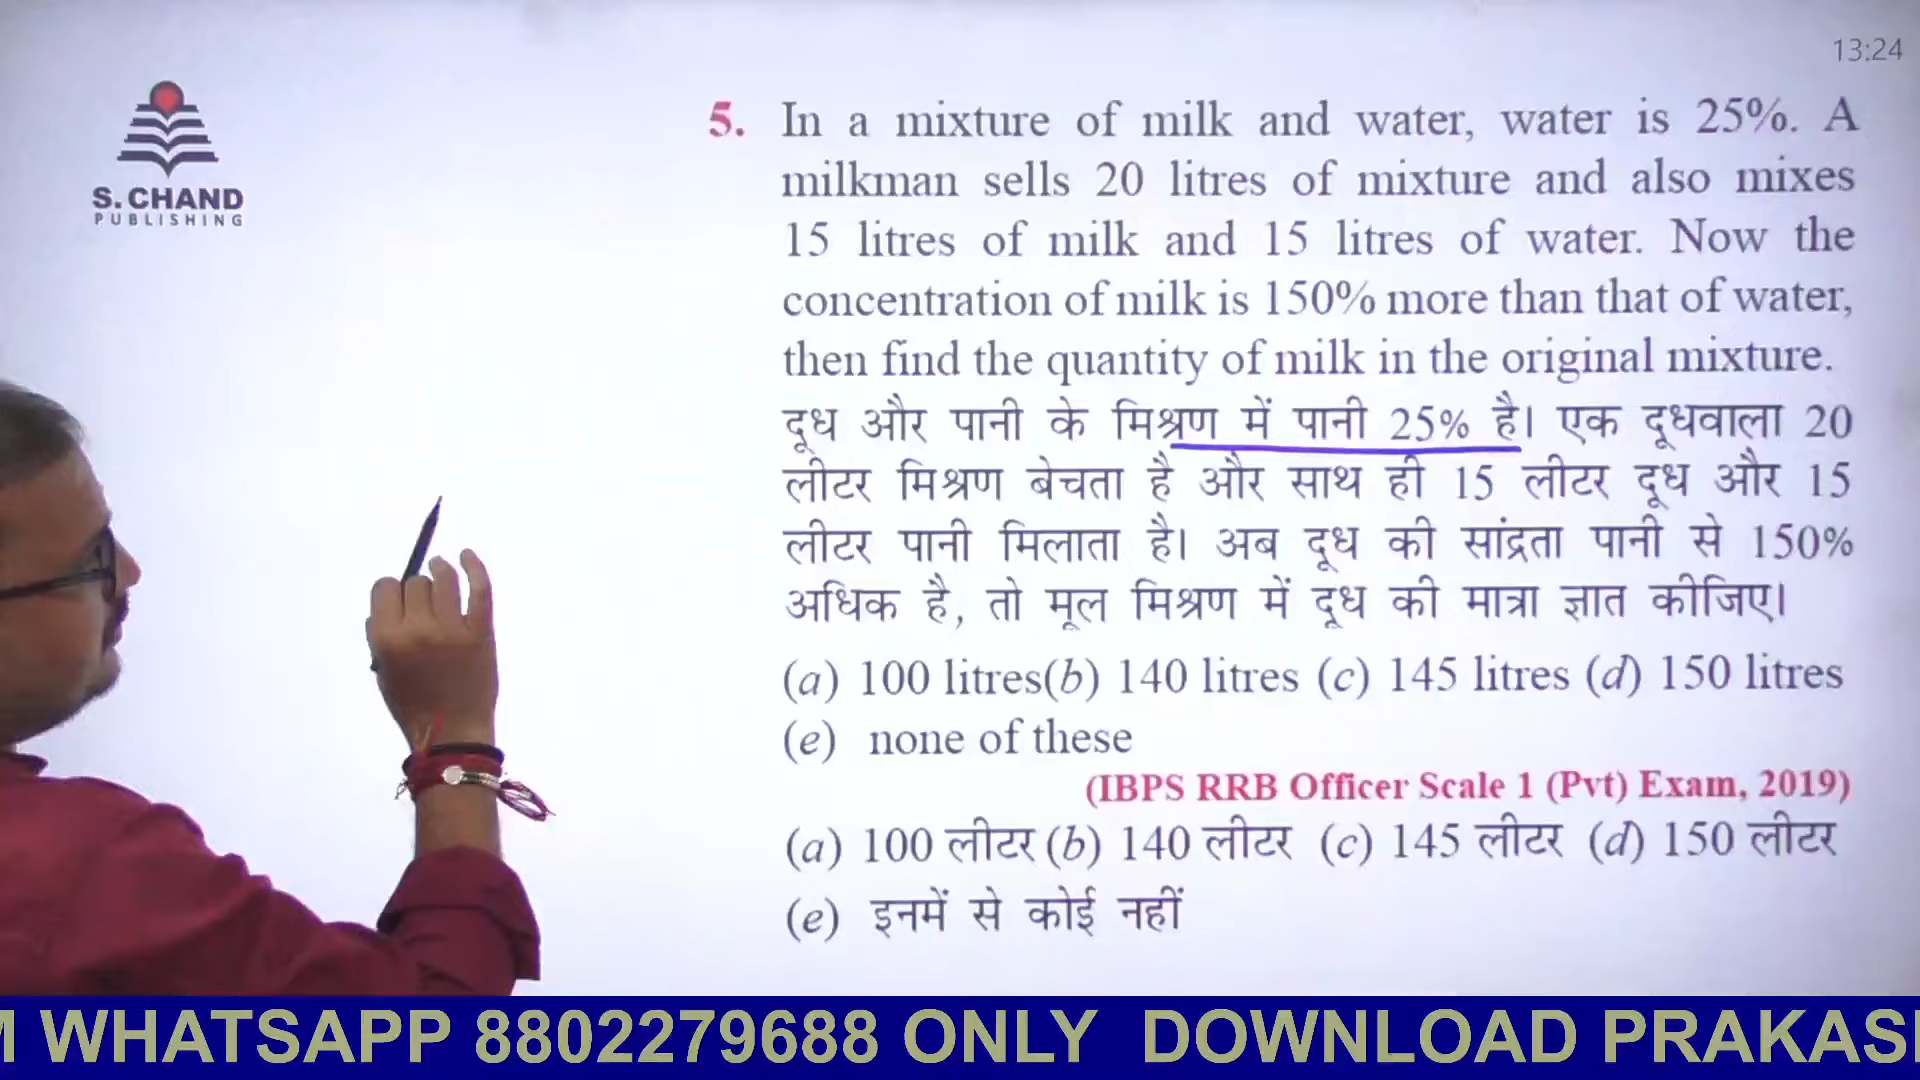 13:24
S. CHAND
PUBLISHING
5. In a mixture of milk and water, water is 25%. A
milkman sells 20 litres of mixture and also mixes
15 litres of milk and 15 litres of water. Now the
concentration of milk is 150% more than that of water,
then find the quantity of milk in the original mixture.
दूध और पानी के मिश्रण में पानी 25% है। एक दूधवाला 20
लीटर मिश्रण बेचता है और साथ ही 15 लीटर दूध और 15
लीटर पानी मिलाता है। अब दूध की सांद्रता पानी से 150%
अधिक है, तो मूल मिश्रण में दूध की मात्रा ज्ञात कीजिए।
(a) 100 litres(b) 140 litres (c) 145 litres (d) 150 litres
(e) none of these
(IBPS RRB Officer Scale 1 (Pvt) Exam, 2019)
(a) 100 लीटर (b) 140 लीटर (c) 145 लीटर (d) 150 लीटर
(e) इनमें से कोई नहीं
WHATSAPP 8802279688 ONLY DOWNLOAD PRAKAS